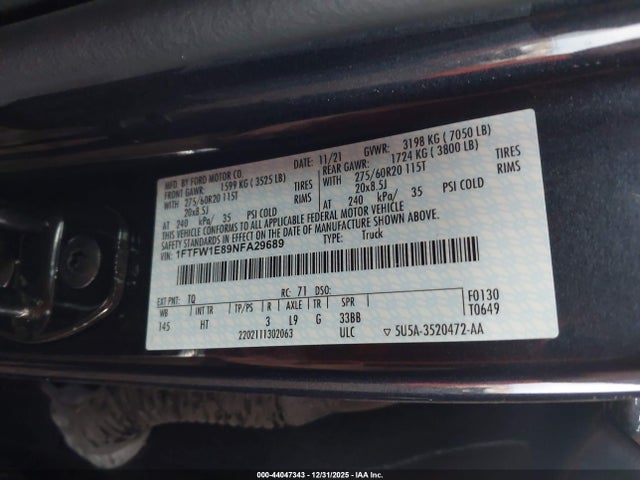 MFD. BY FORD MOTOR CO.
DATE: 11/21 GVWR: 3198 KG ( 7050 LB)
FRONT GAWR: 1599 KG ( 3525 LB)
REAR GAWR: 1724 KG ( 3800 LB)
WITH 275/60R20 115T TIRES
WITH 275/60R20 115T TIRES
20x8.5J RIMS
20x8.5J RIMS
AT 240 kPa/ 35 PSI COLD
AT 240 kPa/ 35 PSI COLD
THIS VEHICLE CONFORMS TO ALL APPLICABLE FEDERAL MOTOR VEHICLE
SAFETY STANDARDS IN EFFECT ON THE DATE OF MANUFACTURE SHOWN ABOVE.
VIN: 1FTFW1E89NFA29689
TYPE: Truck
EXT PNT: TQ RC: 71 DSO:
WB INT TR TP/PS R AXLE TR SPR
145 HT 3 L9 G 33BB
2202111302063 ULC
F0130
T0649
5U5A-3520472-AA
000-44047343 - 12/31/2025 - IAA Inc.